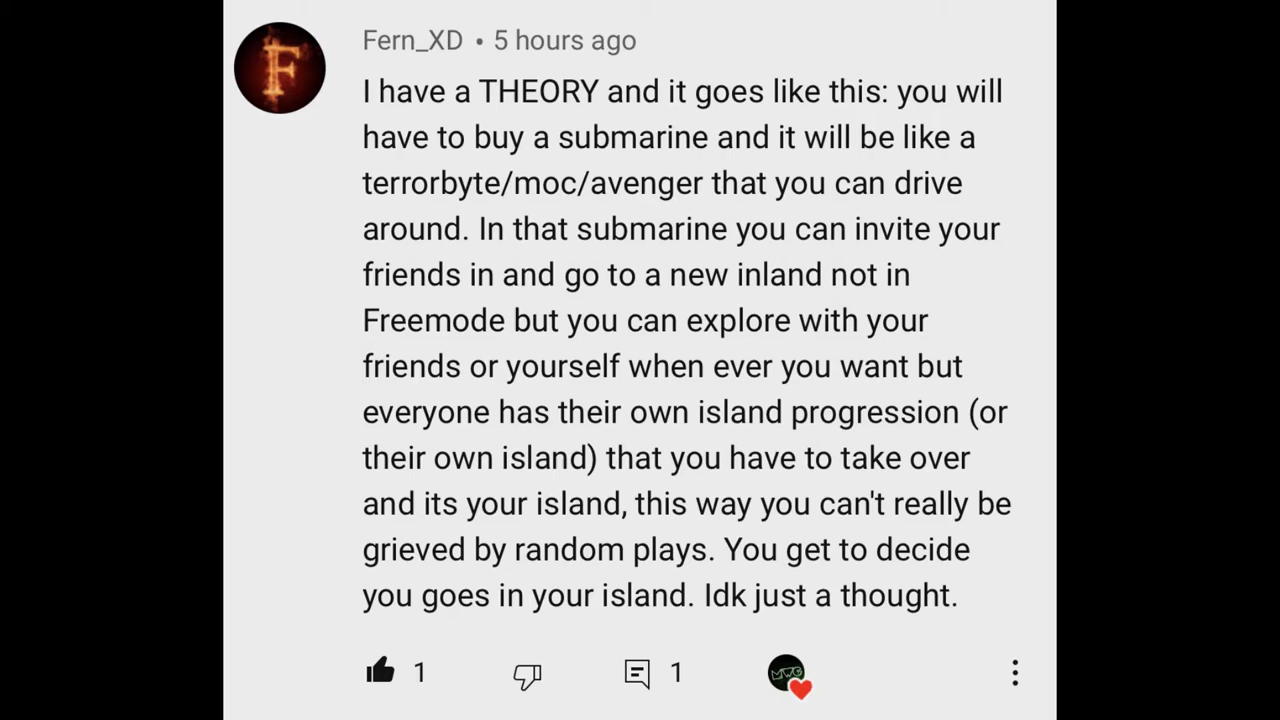 F
Fern_XD • 5 hours ago
I have a THEORY and it goes like this: you will
have to buy a submarine and it will be like a
terrorbyte/moc/avenger that you can drive
around. In that submarine you can invite your
friends in and go to a new inland not in
Freemode but you can explore with your
friends or yourself when ever you want but
everyone has their own island progression (or
their own island) that you have to take over
and its your island, this way you can't really be
grieved by random plays. You get to decide
you goes in your island. Idk just a thought.
1
1
MWG